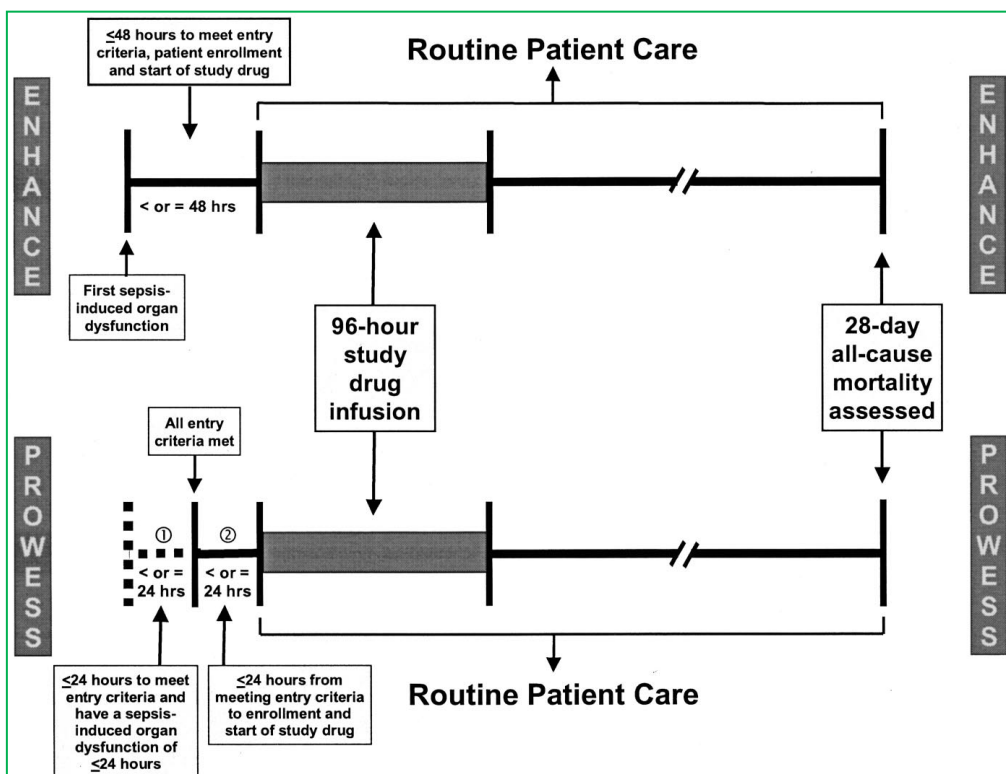 ≤48 hours to meet entry
criteria, patient enrollment
and start of study drug
Routine Patient Care
ENHANCE
ENHANCE
< or = 48 hrs
First sepsis-
induced organ
dysfunction
96-hour
study
drug
infusion
28-day
all-cause
mortality
assessed
All entry
criteria met
PROWESS
PROWESS
①
②
< or =
24 hrs
< or =
24 hrs
≤24 hours to meet
entry criteria and
have a sepsis-
induced organ
dysfunction of
≤24 hours
≤24 hours from
meeting entry criteria
to enrollment and
start of study drug
Routine Patient Care